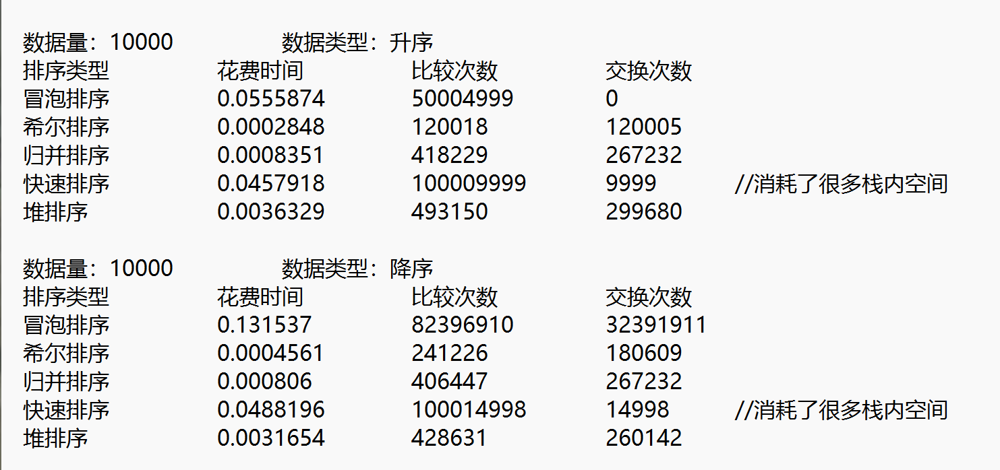 数据量：10000 数据类型：升序
排序类型 花费时间 比较次数 交换次数
冒泡排序 0.0555874 50004999 0
希尔排序 0.0002848 120018 120005
归并排序 0.0008351 418229 267232
快速排序 0.0457918 100009999 9999 //消耗了很多栈内空间
堆排序 0.0036329 493150 299680
数据量：10000 数据类型：降序
排序类型 花费时间 比较次数 交换次数
冒泡排序 0.131537 82396910 32391911
希尔排序 0.0004561 241226 180609
归并排序 0.000806 406447 267232
快速排序 0.0488196 100014998 14998 //消耗了很多栈内空间
堆排序 0.0031654 428631 260142